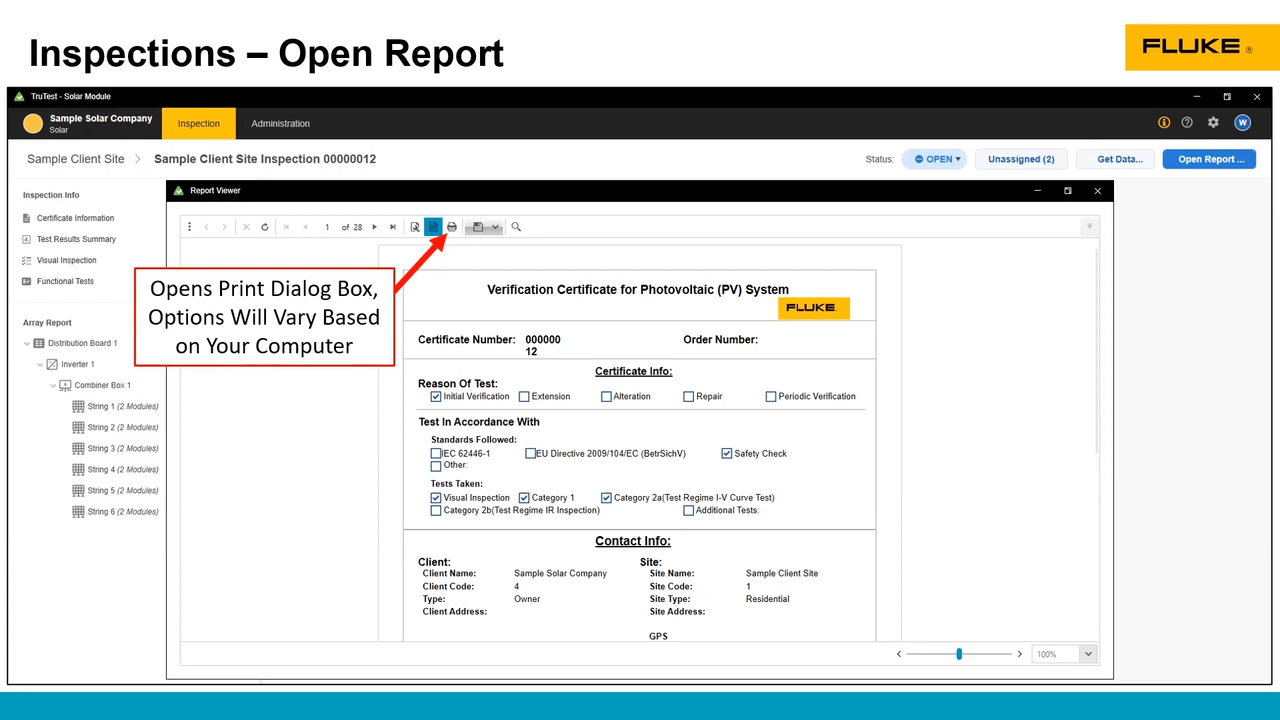 Inspections – Open Report
FLUKE ®
TruTest - Solar Module
Sample Solar Company
Solar
Inspection
Administration
W
Sample Client Site
Sample Client Site Inspection 00000012
Status:
OPEN
Unassigned (2)
Get Data...
Open Report ...
Inspection Info
Certificate Information
Test Results Summary
Visual Inspection
Functional Tests
Array Report
Distribution Board 1
Inverter 1
Combiner Box 1
String 1 (2 Modules)
String 2 (2 Modules)
String 3 (2 Modules)
String 4 (2 Modules)
String 5 (2 Modules)
String 6 (2 Modules)
Report Viewer
1 of 28
Opens Print Dialog Box,
Options Will Vary Based
on Your Computer
Verification Certificate for Photovoltaic (PV) System
FLUKE
Certificate Number: 000000
12
Order Number:
Certificate Info:
Reason Of Test:
Initial Verification Extension Alteration Repair Periodic Verification
Test In Accordance With
Standards Followed:
IEC 62446-1 EU Directive 2009/104/EC (BetrSichV) Safety Check
Other:
Tests Taken:
Visual Inspection Category 1 Category 2a(Test Regime I-V Curve Test)
Category 2b(Test Regime IR Inspection) Additional Tests:
Contact Info:
Client: Site:
Client Name: Sample Solar Company Site Name: Sample Client Site
Client Code: 4 Site Code: 1
Type: Owner Site Type: Residential
Client Address: Site Address:
GPS
100%